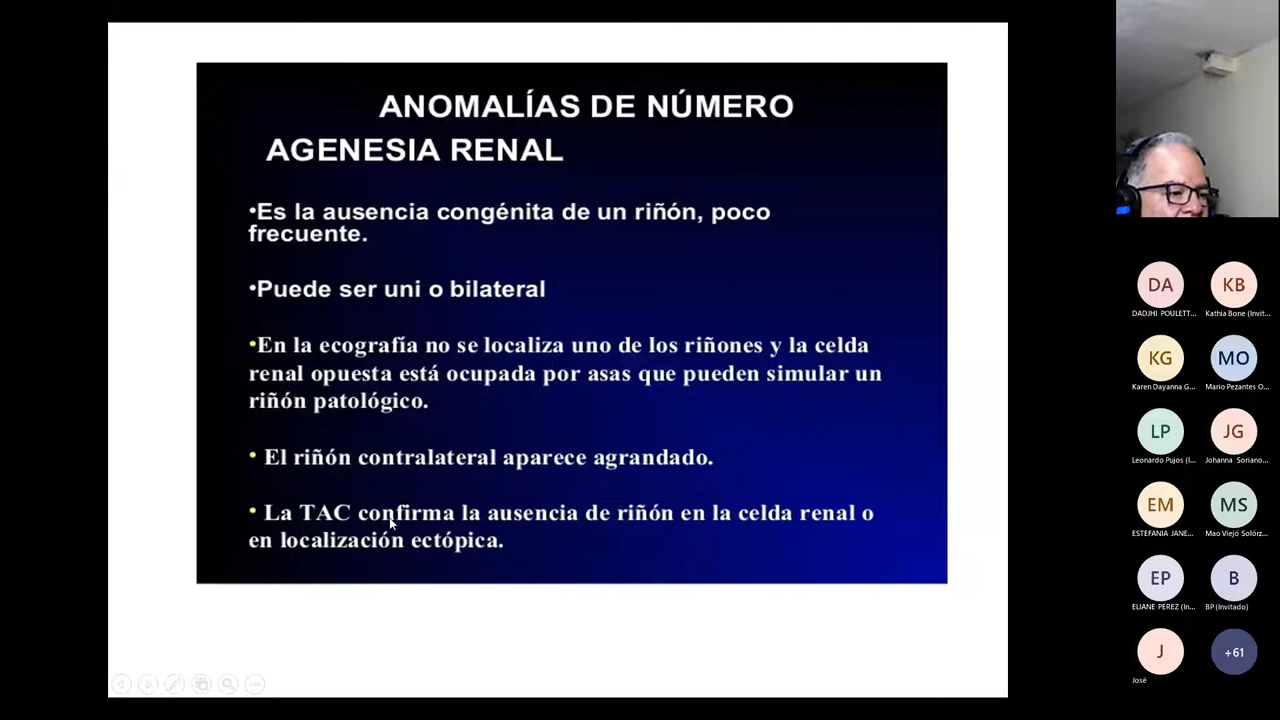 ANOMALÍAS DE NÚMERO
AGENESIA RENAL
•Es la ausencia congénita de un riñón, poco
frecuente.
•Puede ser uni o bilateral
•En la ecografía no se localiza uno de los riñones y la celda
renal opuesta está ocupada por asas que pueden simular un
riñón patológico.
• El riñón contralateral aparece agrandado.
• La TAC confirma la ausencia de riñón en la celda renal o
en localización ectópica.
DA
KB
DADJHI POULETT...
Kathia Bone (Invit...
KG
MO
Karen Dayanna G...
Mario Pezantes O...
LP
JG
Leonardo Pujos (I...
Johanna Soriano...
EM
MS
ESTEFANIA JANE...
Mao Viejó Solórz...
EP
B
ELIANE PEREZ (In...
BP (Invitado)
J
+61
José